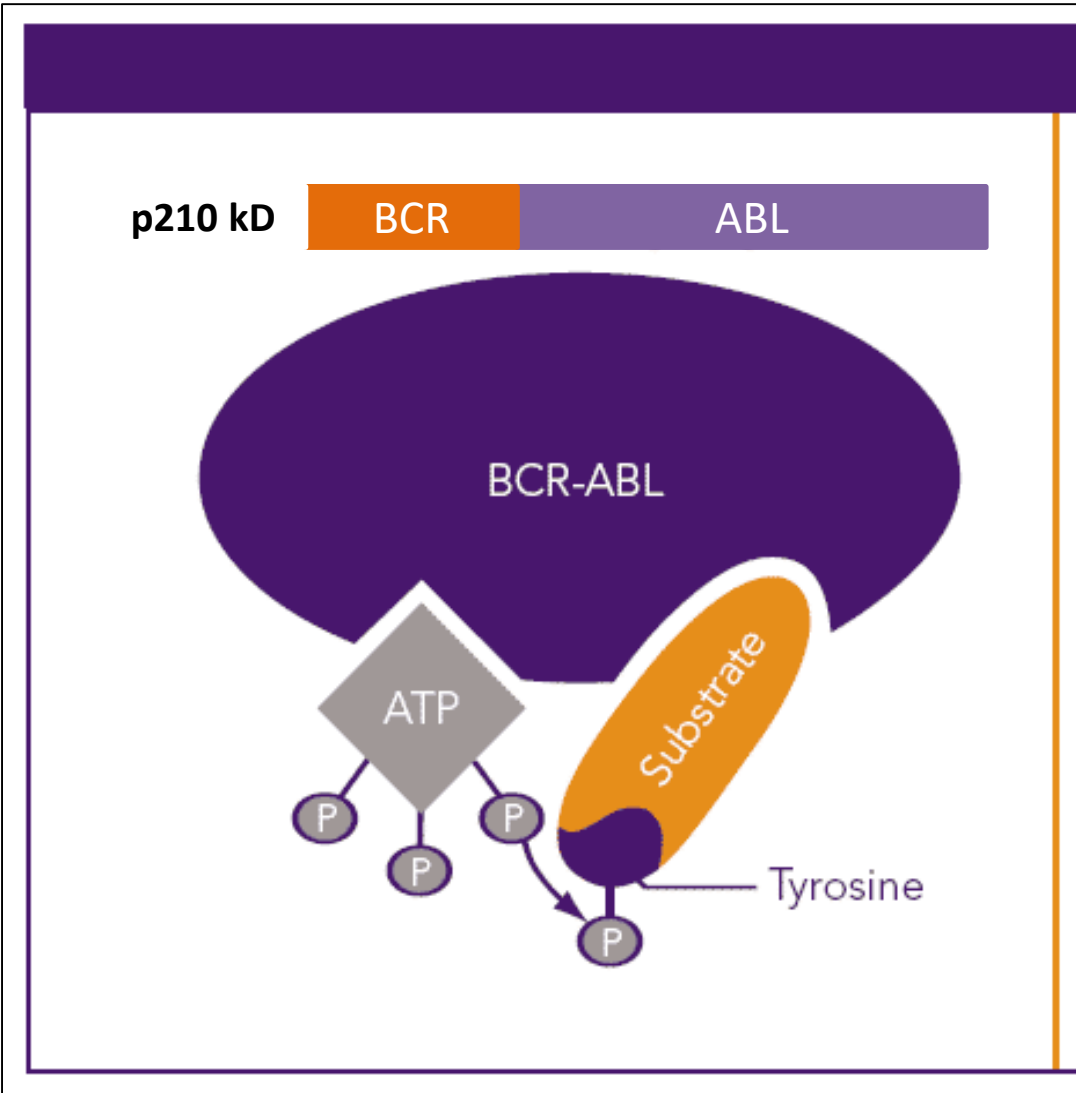 p210 kD BCR ABL
BCR-ABL
ATP
Substrate
P
P
P
Tyrosine
P